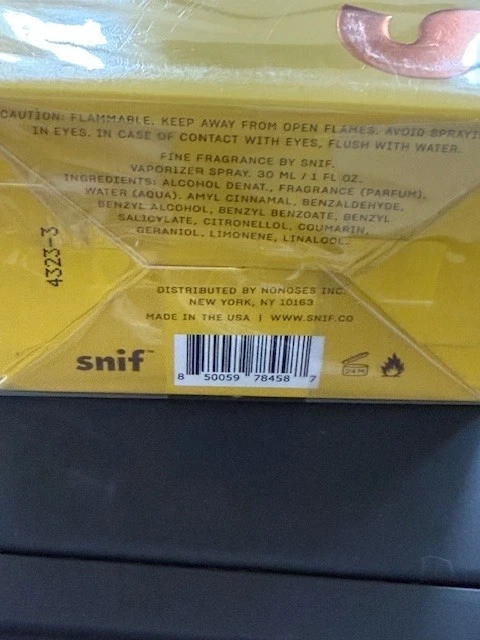 CAUTION: FLAMMABLE. KEEP AWAY FROM OPEN FLAMES. AVOID SPRAYI
IN EYES. IN CASE OF CONTACT WITH EYES, FLUSH WITH WATER.
FINE FRAGRANCE BY SNIF.
VAPORIZER SPRAY. 30 ML / 1 FL OZ.
INGREDIENTS: ALCOHOL DENAT., FRAGRANCE (PARFUM),
WATER (AQUA), AMYL CINNAMAL, BENZALDEHYDE,
BENZYL ALCOHOL, BENZYL BENZOATE, BENZYL
SALICYLATE, CITRONELLOL, COUMARIN,
GERANIOL, LIMONENE, LINALOOL.
4323-3
DISTRIBUTED BY NONOSES INC.
NEW YORK, NY 10163
MADE IN THE USA | WWW.SNIF.CO
snif™
8 50059 78458 7
24M